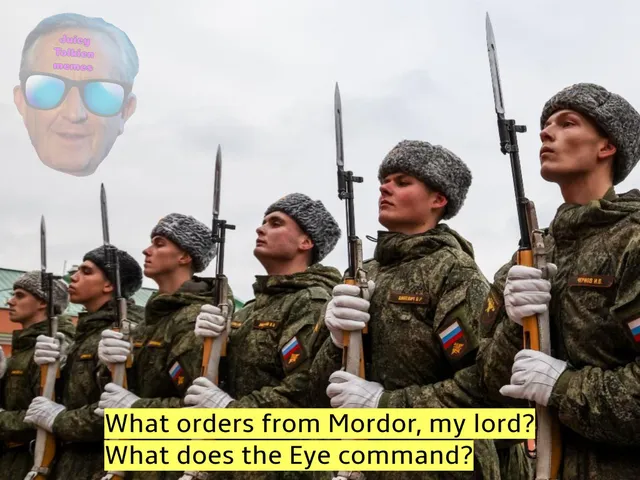 Juicy
Tolkien
memes
What orders from Mordor, my lord?
What does the Eye command?